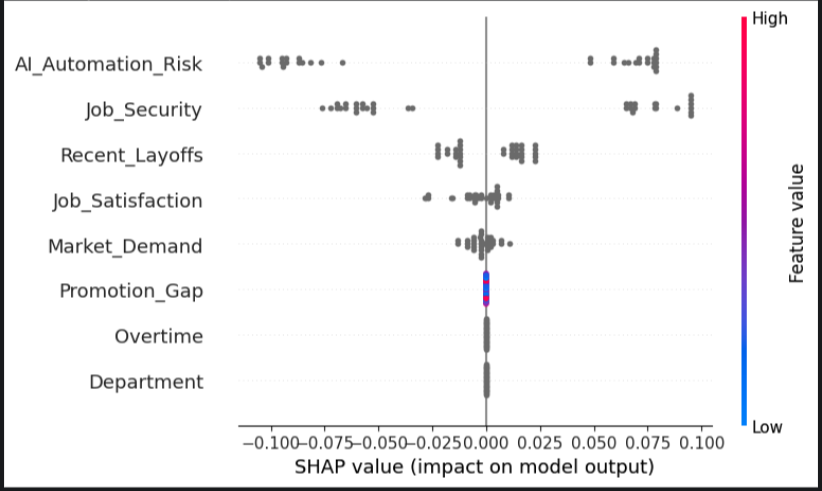 High
AI_Automation_Risk
Job_Security
Recent_Layoffs
Job_Satisfaction
Market_Demand
Promotion_Gap
Overtime
Department
Feature value
Low
−0.100 −0.075 −0.050 −0.025 0.000 0.025 0.050 0.075 0.100
SHAP value (impact on model output)